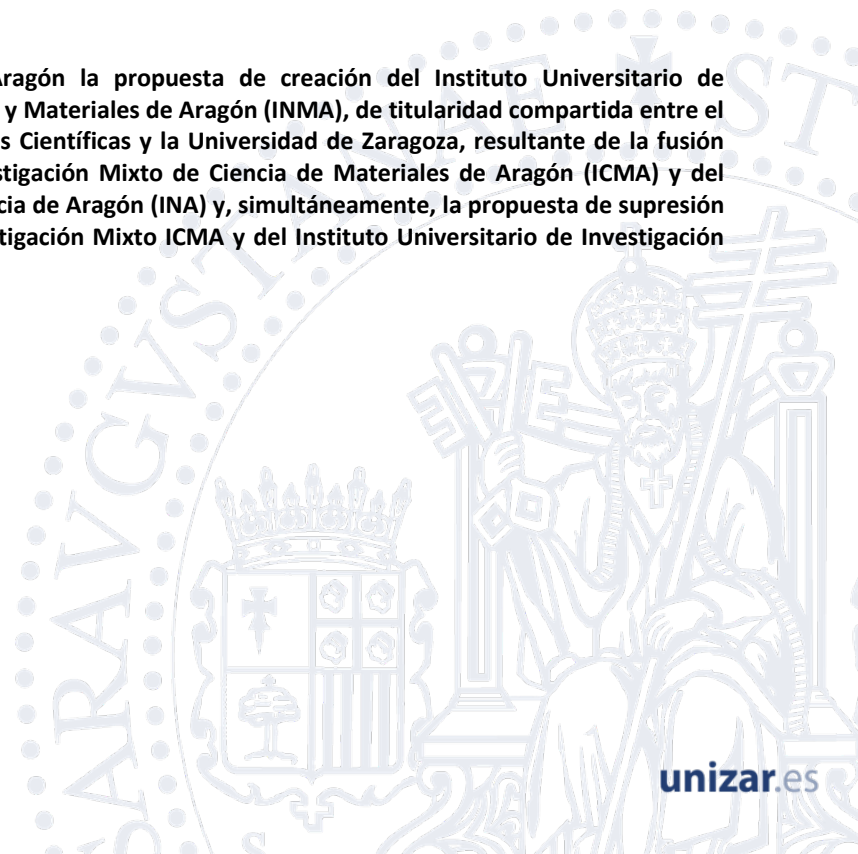 Aragón la propuesta de creación del Instituto Universitario de
y Materiales de Aragón (INMA), de titularidad compartida entre el
s Científicas y la Universidad de Zaragoza, resultante de la fusión
stigación Mixto de Ciencia de Materiales de Aragón (ICMA) y del
cia de Aragón (INA) y, simultáneamente, la propuesta de supresión
tigación Mixto ICMA y del Instituto Universitario de Investigación
unizar.es